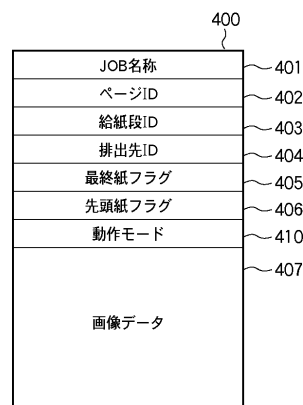 400
JOB名称 401
ページID 402
給紙段ID 403
排出先ID 404
最終紙フラグ 405
先頭紙フラグ 406
動作モード 410
407
画像データ